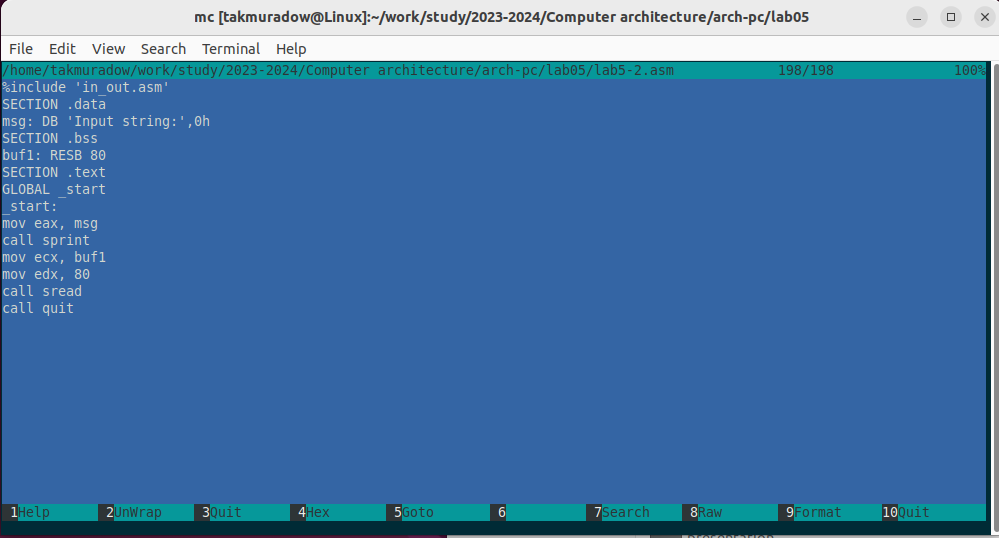 mc [takmuradow@Linux]:~/work/study/2023-2024/Computer architecture/arch-pc/lab05
File Edit View Search Terminal Help
/home/takmuradow/work/study/2023-2024/Computer architecture/arch-pc/lab05/lab5-2.asm 198/198 100%
%include 'in_out.asm'
SECTION .data
msg: DB 'Input string:',0h
SECTION .bss
buf1: RESB 80
SECTION .text
GLOBAL _start
_start:
mov eax, msg
call sprint
mov ecx, buf1
mov edx, 80
call sread
call quit
1Help 2UnWrap 3Quit 4Hex 5Goto 6 7Search 8Raw 9Format 10Quit